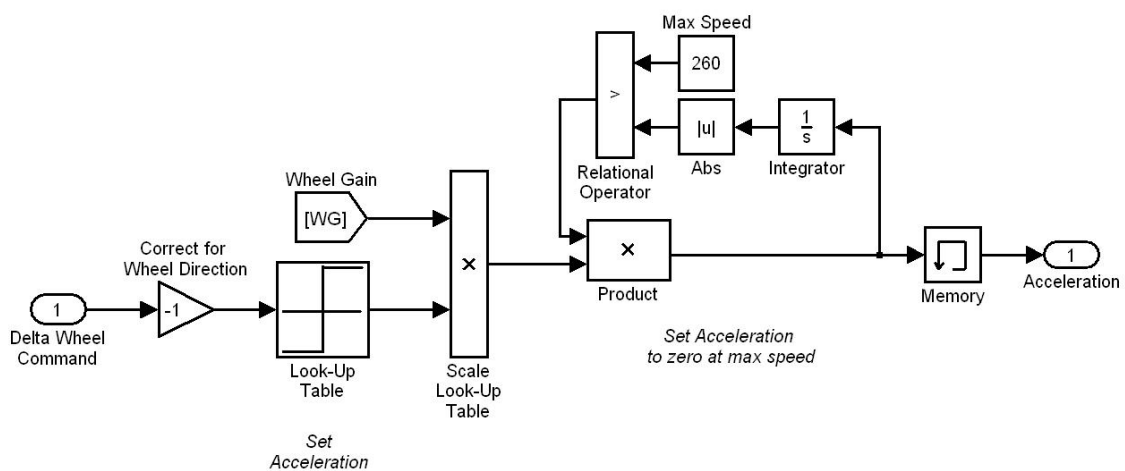 Max Speed
260
>
|u|
1
s
Relational
Operator
Abs
Integrator
Wheel Gain
[WG]
Correct for
Wheel Direction
×
×
1
-1
1
Product
Memory
Acceleration
Delta Wheel
Command
Look-Up
Table
Scale
Look-Up
Table
Set Acceleration
to zero at max speed
Set
Acceleration